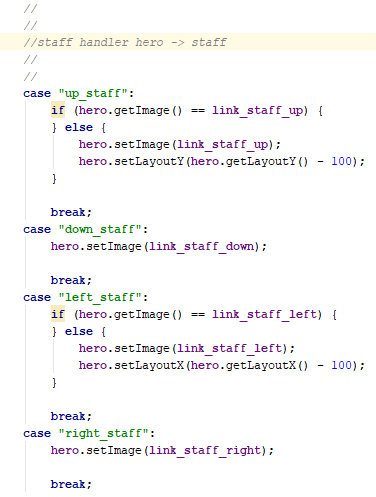 //
//
//staff handler hero -> staff
//
//
case "up_staff":
if (hero.getImage() == link_staff_up) {
} else {
hero.setImage(link_staff_up);
hero.setLayoutY(hero.getLayoutY() - 100);
}
break;
case "down_staff":
hero.setImage(link_staff_down);
break;
case "left_staff":
if (hero.getImage() == link_staff_left) {
} else {
hero.setImage(link_staff_left);
hero.setLayoutX(hero.getLayoutX() - 100);
}
break;
case "right_staff":
hero.setImage(link_staff_right);
break;